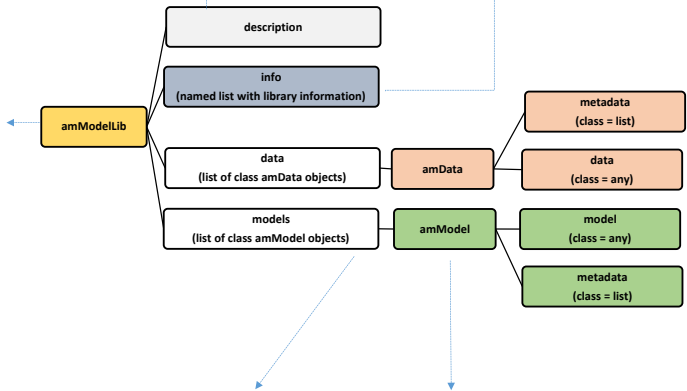 description
info
(named list with library information)
amModelLib
data
(list of class amData objects)
models
(list of class amModel objects)
amData
metadata
(class = list)
data
(class = any)
amModel
model
(class = any)
metadata
(class = list)